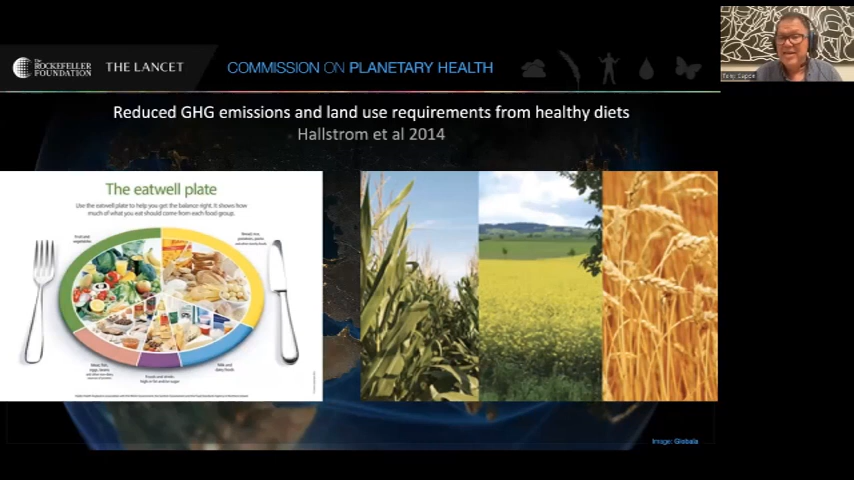 The
ROCKEFELLER
FOUNDATION
THE LANCET
COMMISSION ON PLANETARY HEALTH
Reduced GHG emissions and land use requirements from healthy diets
Hallstrom et al 2014
The eatwell plate
Use the eatwell plate to help you get the balance right. It shows how
much of what you eat should come from each food group.
Fruit and
vegetables
Bread, rice,
potatoes, pasta
and other starchy foods
Meat, fish,
eggs, beans
and other non-dairy
sources of protein
Foods and drinks
high in fat and/or sugar
Milk and
dairy foods
Image: Globaïa